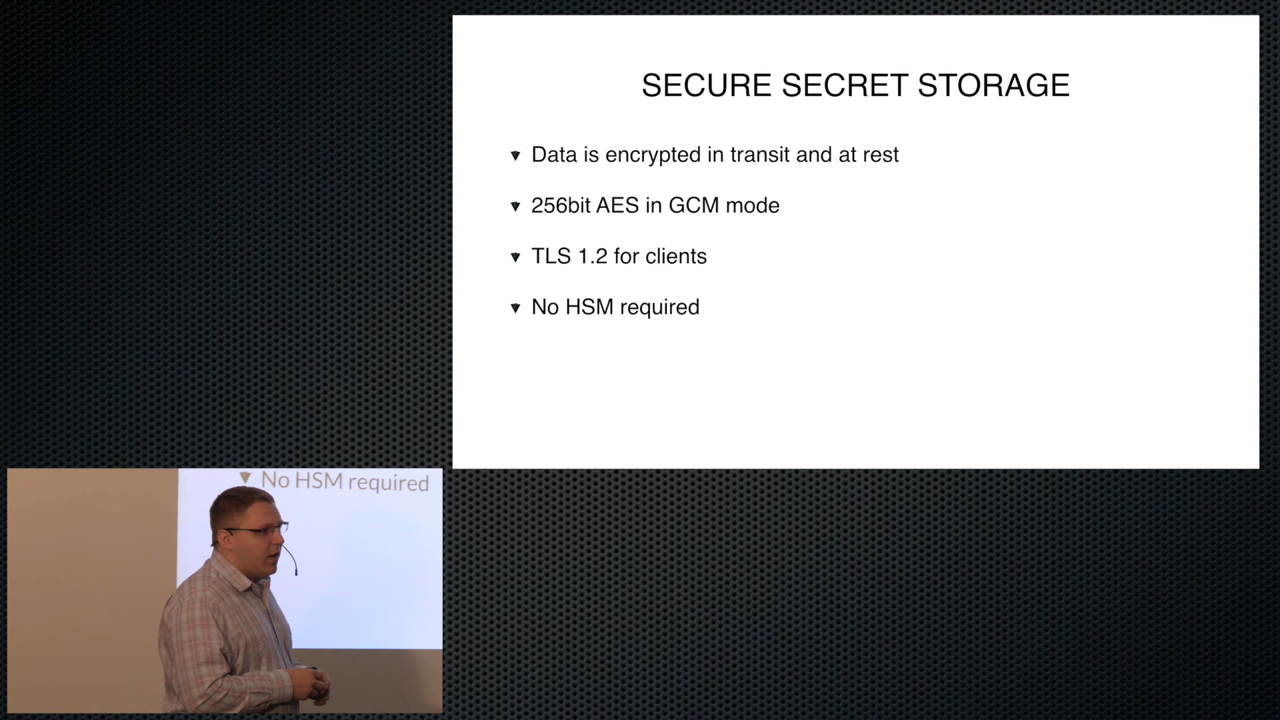 SECURE SECRET STORAGE
Data is encrypted in transit and at rest
256bit AES in GCM mode
TLS 1.2 for clients
No HSM required
No HSM required